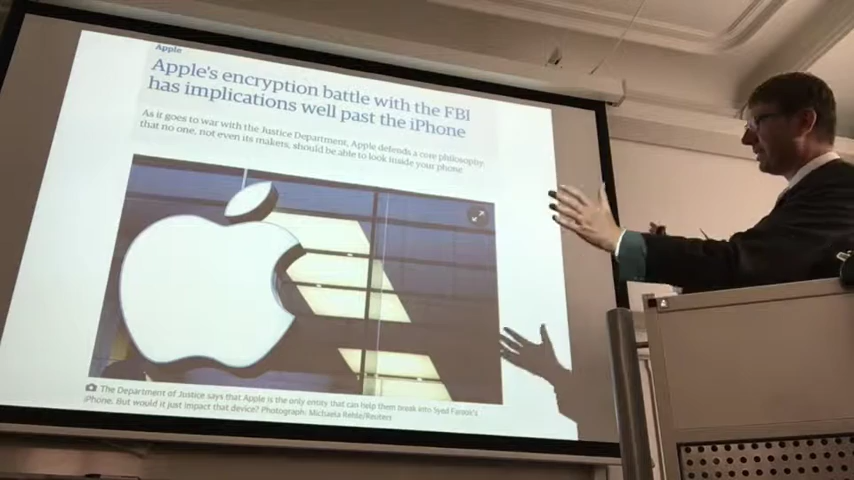 Apple
Apple's encryption battle with the FBI
has implications well past the iPhone
As it goes to war with the Justice Department, Apple defends a core philosophy:
that no one, not even its makers, should be able to look inside your phone
The Department of Justice says that Apple is the only entity that can help them break into Syed Farook's
iPhone. But would it just impact that device? Photograph: Michaela Rehle/Reuters